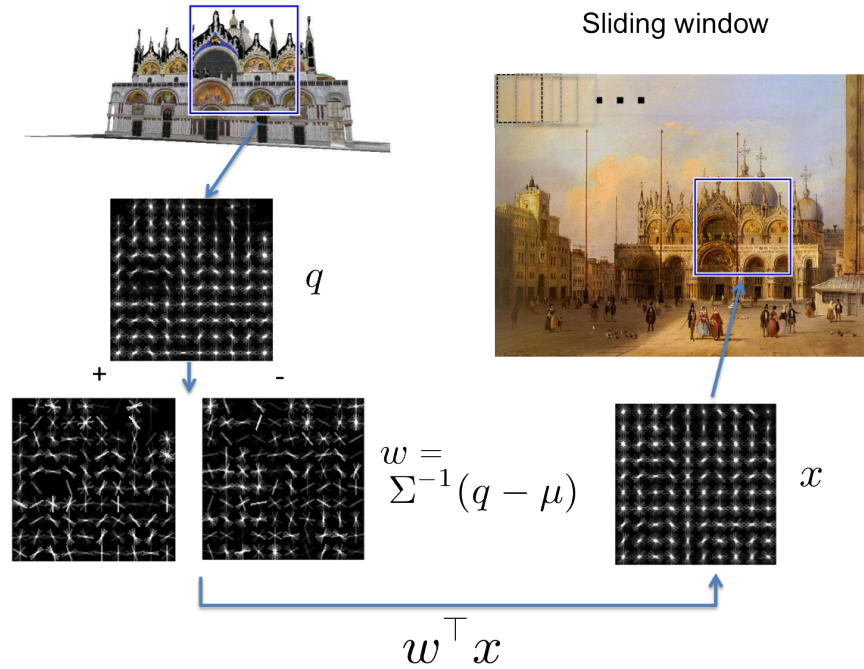 Sliding window
q
+ -
w =
Σ⁻¹(q − μ)
x
w⊤x